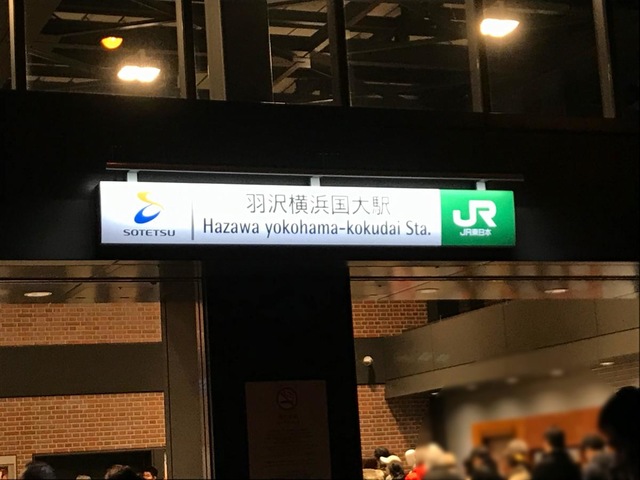 羽沢横浜国大駅
Hazawa yokohama-kokudai Sta.
SOTETSU
JR
JR東日本